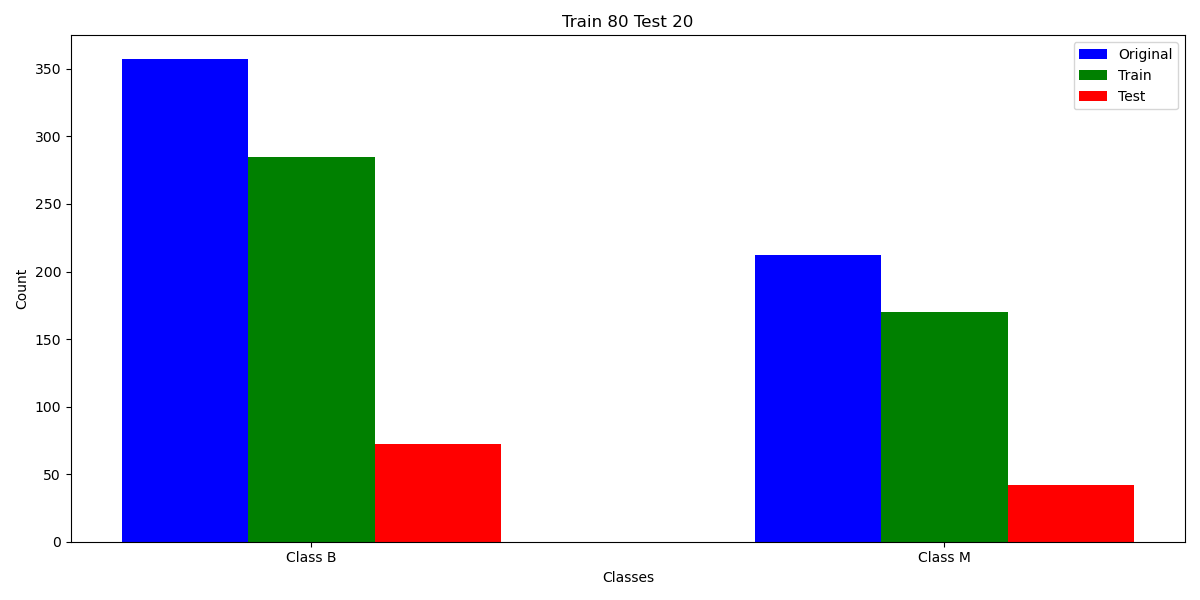 Train 80 Test 20
Original
Train
Test
350
300
250
200
150
100
50
0
Count
Class B
Class M
Classes